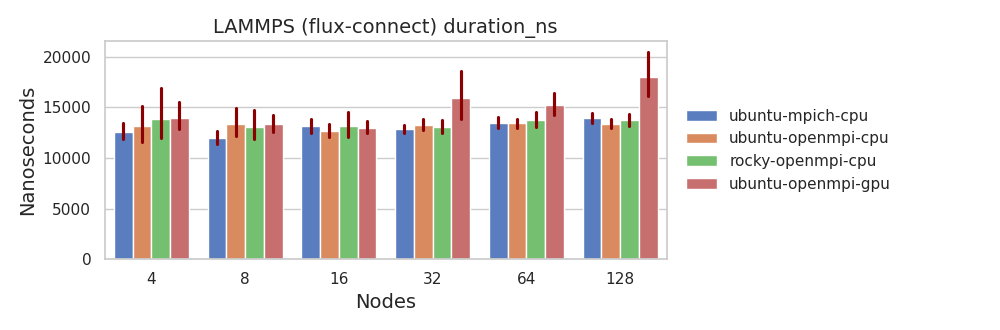 LAMMPS (flux-connect) duration_ns
Nanoseconds
20000
15000
10000
5000
0
4 8 16 32 64 128
Nodes
ubuntu-mpich-cpu
ubuntu-openmpi-cpu
rocky-openmpi-cpu
ubuntu-openmpi-gpu